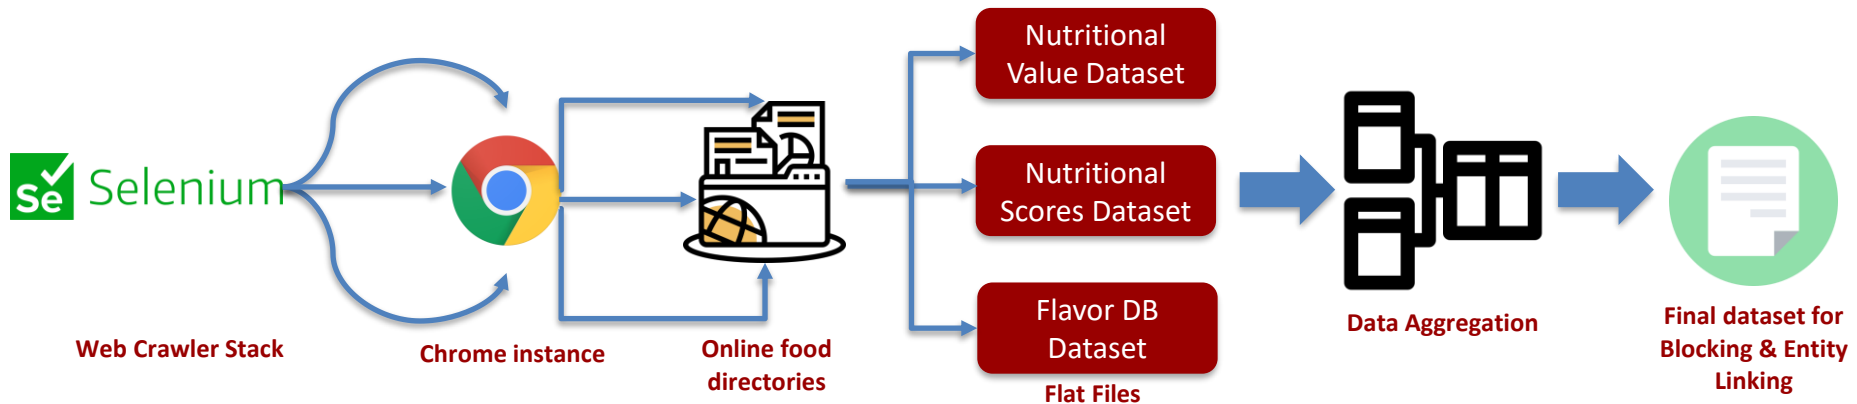 Se Selenium
Web Crawler Stack
Chrome instance
Online food
directories
Nutritional
Value Dataset
Nutritional
Scores Dataset
Flavor DB
Dataset
Flat Files
Data Aggregation
Final dataset for
Blocking & Entity
Linking